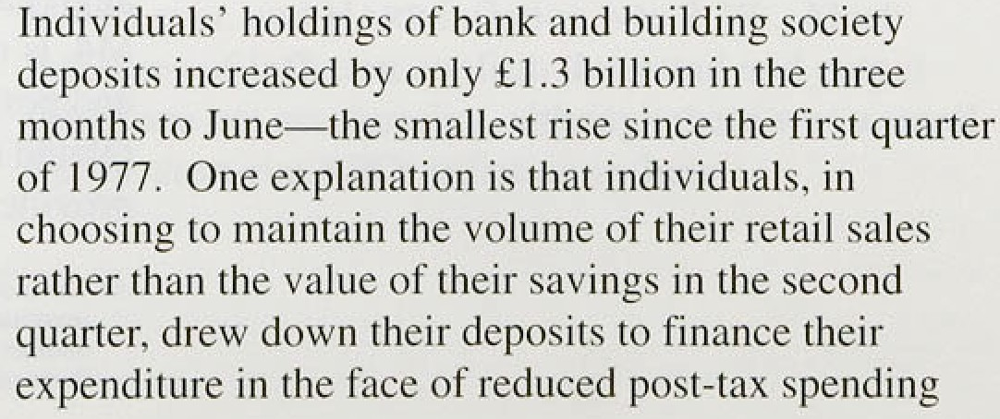 Individuals’ holdings of bank and building society
deposits increased by only £1.3 billion in the three
months to June—the smallest rise since the first quarter
of 1977.  One explanation is that individuals, in
choosing to maintain the volume of their retail sales
rather than the value of their savings in the second
quarter, drew down their deposits to finance their
expenditure in the face of reduced post-tax spending